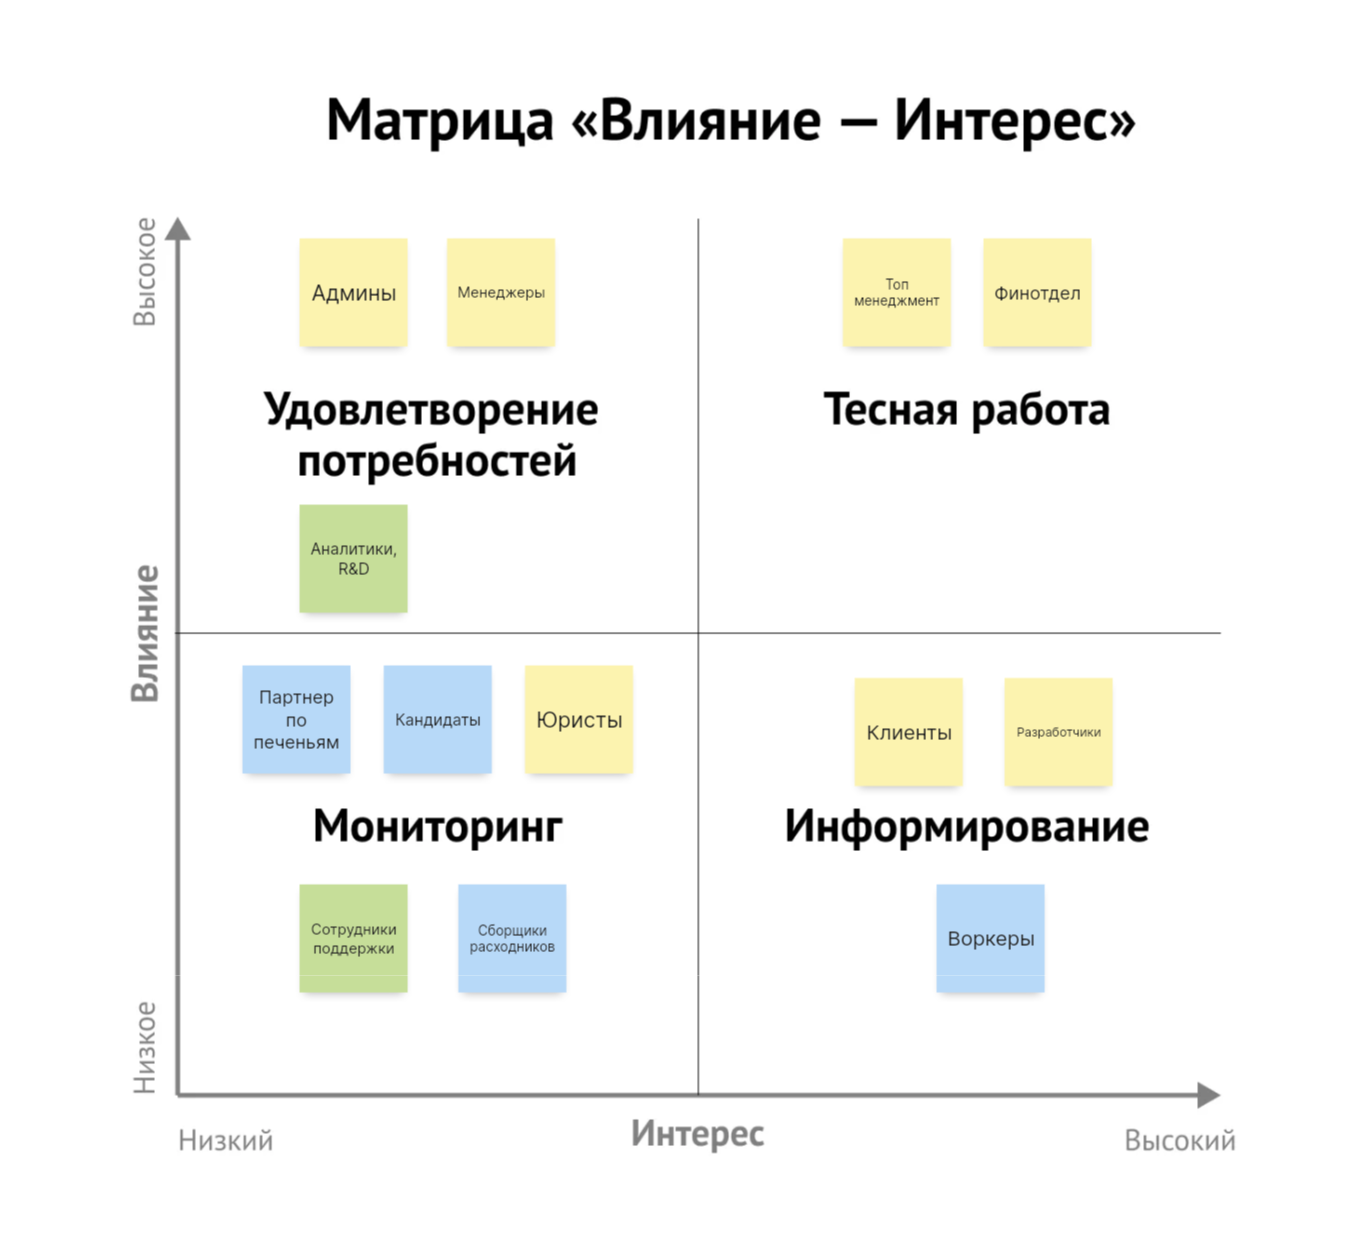 Матрица «Влияние — Интерес»
Высокое
Админы
Менеджеры
Топ
менеджмент
Финотдел
Удовлетворение
потребностей
Тесная работа
Аналитики,
R&D
Влияние
Партнер
по
печеньям
Кандидаты
Юристы
Клиенты
Разработчики
Мониторинг
Информирование
Сотрудники
поддержки
Сборщики
расходников
Воркеры
Низкое
Низкий
Интерес
Высокий